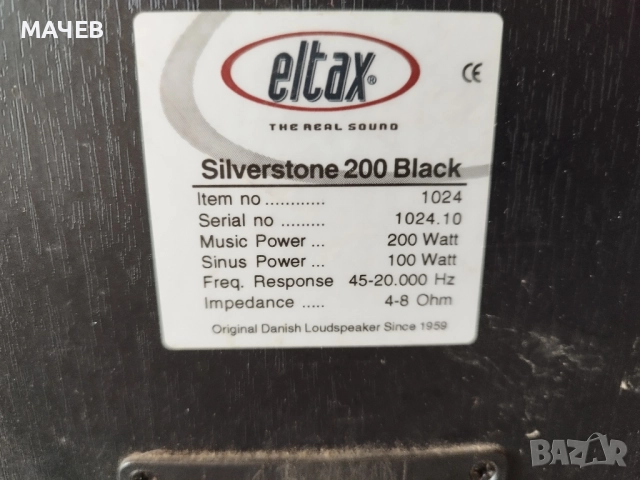 МАЧЕВ
eltax®
CE
THE REAL SOUND
Silverstone 200 Black
Item no ............ 1024
Serial no ......... 1024.10
Music Power ... 200 Watt
Sinus Power ... 100 Watt
Freq. Response 45-20.000 Hz
Impedance ..... 4-8 Ohm
Original Danish Loudspeaker Since 1959
BAZAR